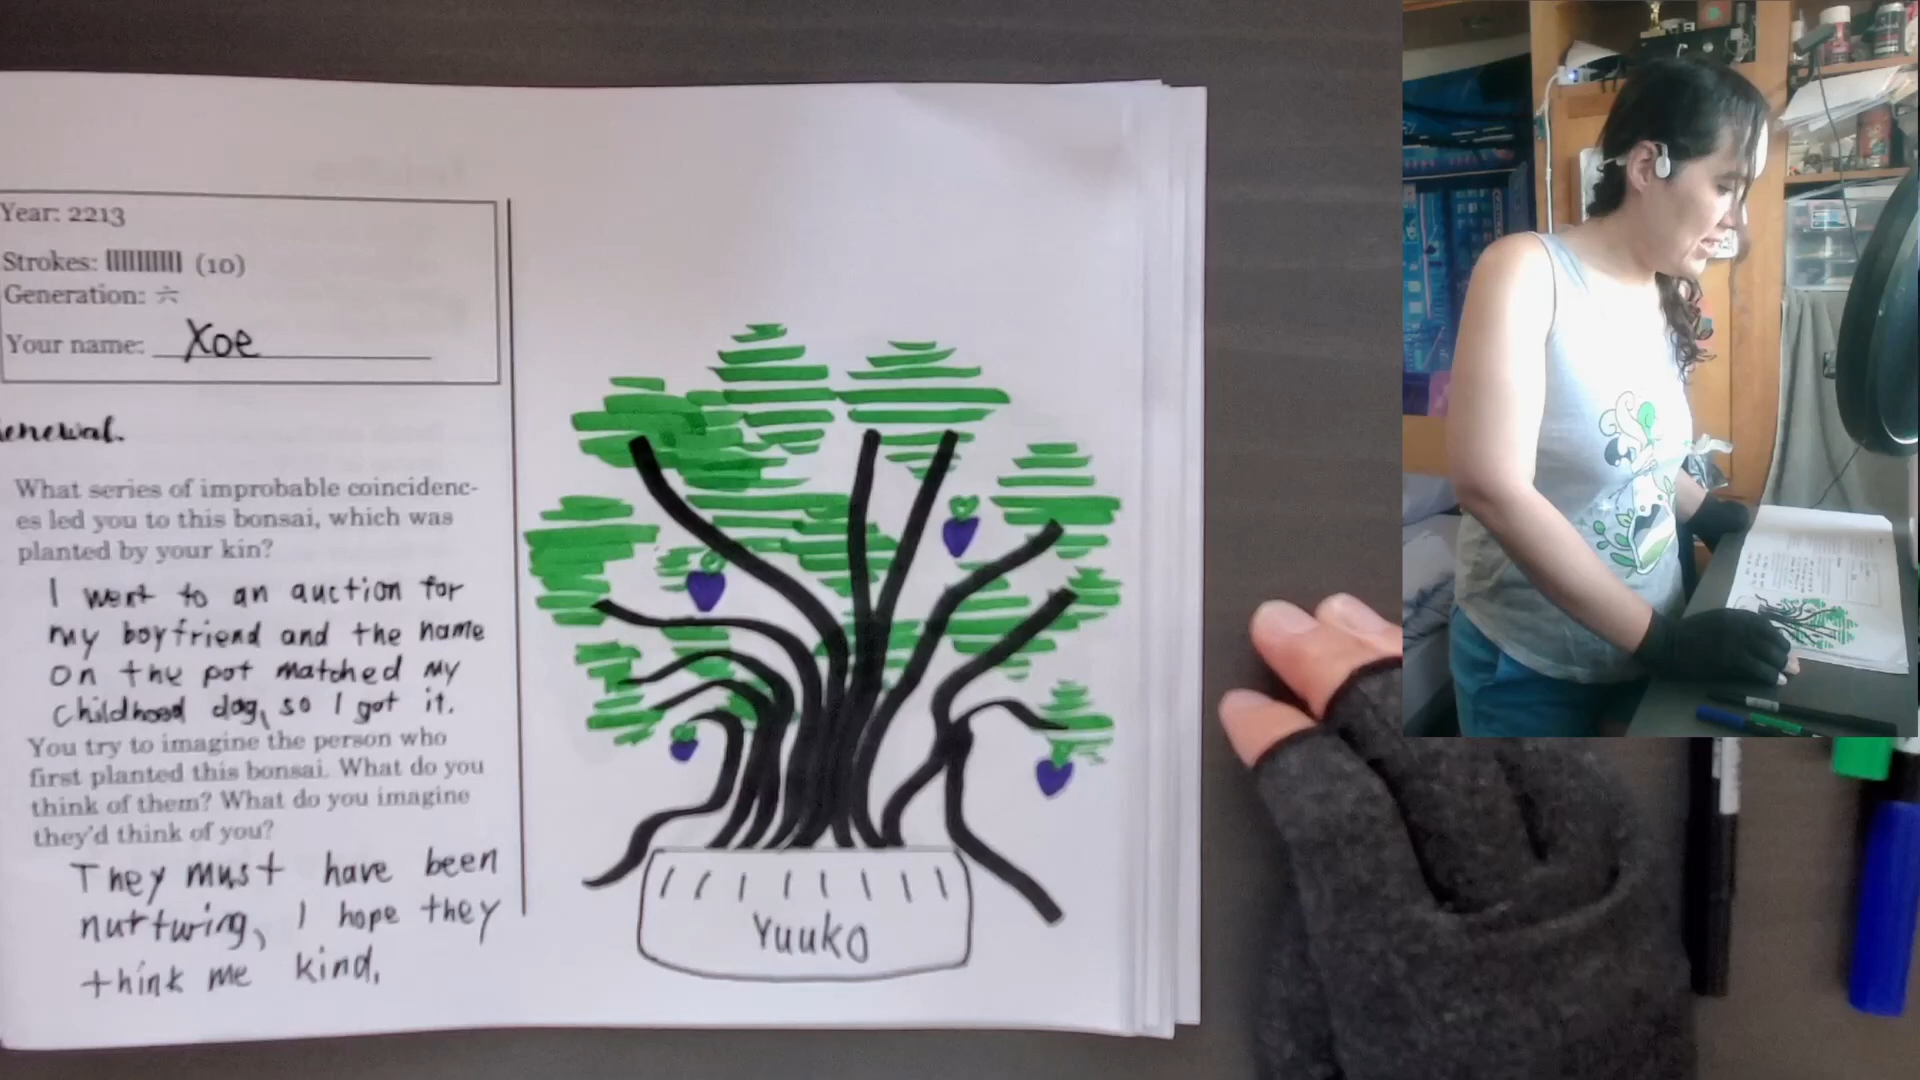 Year: 2213
Strokes: |||||||||| (10)
Generation: 六
Your name: Xoe
What series of improbable coincidenc-
es led you to this bonsai, which was
planted by your kin?
I went to an auction for
my boyfriend and the name
on the pot matched my
childhood dog, so I got it.
You try to imagine the person who
first planted this bonsai. What do you
think of them? What do you imagine
they'd think of you?
They must have been
nurturing, I hope they
think me kind.
Yuuko